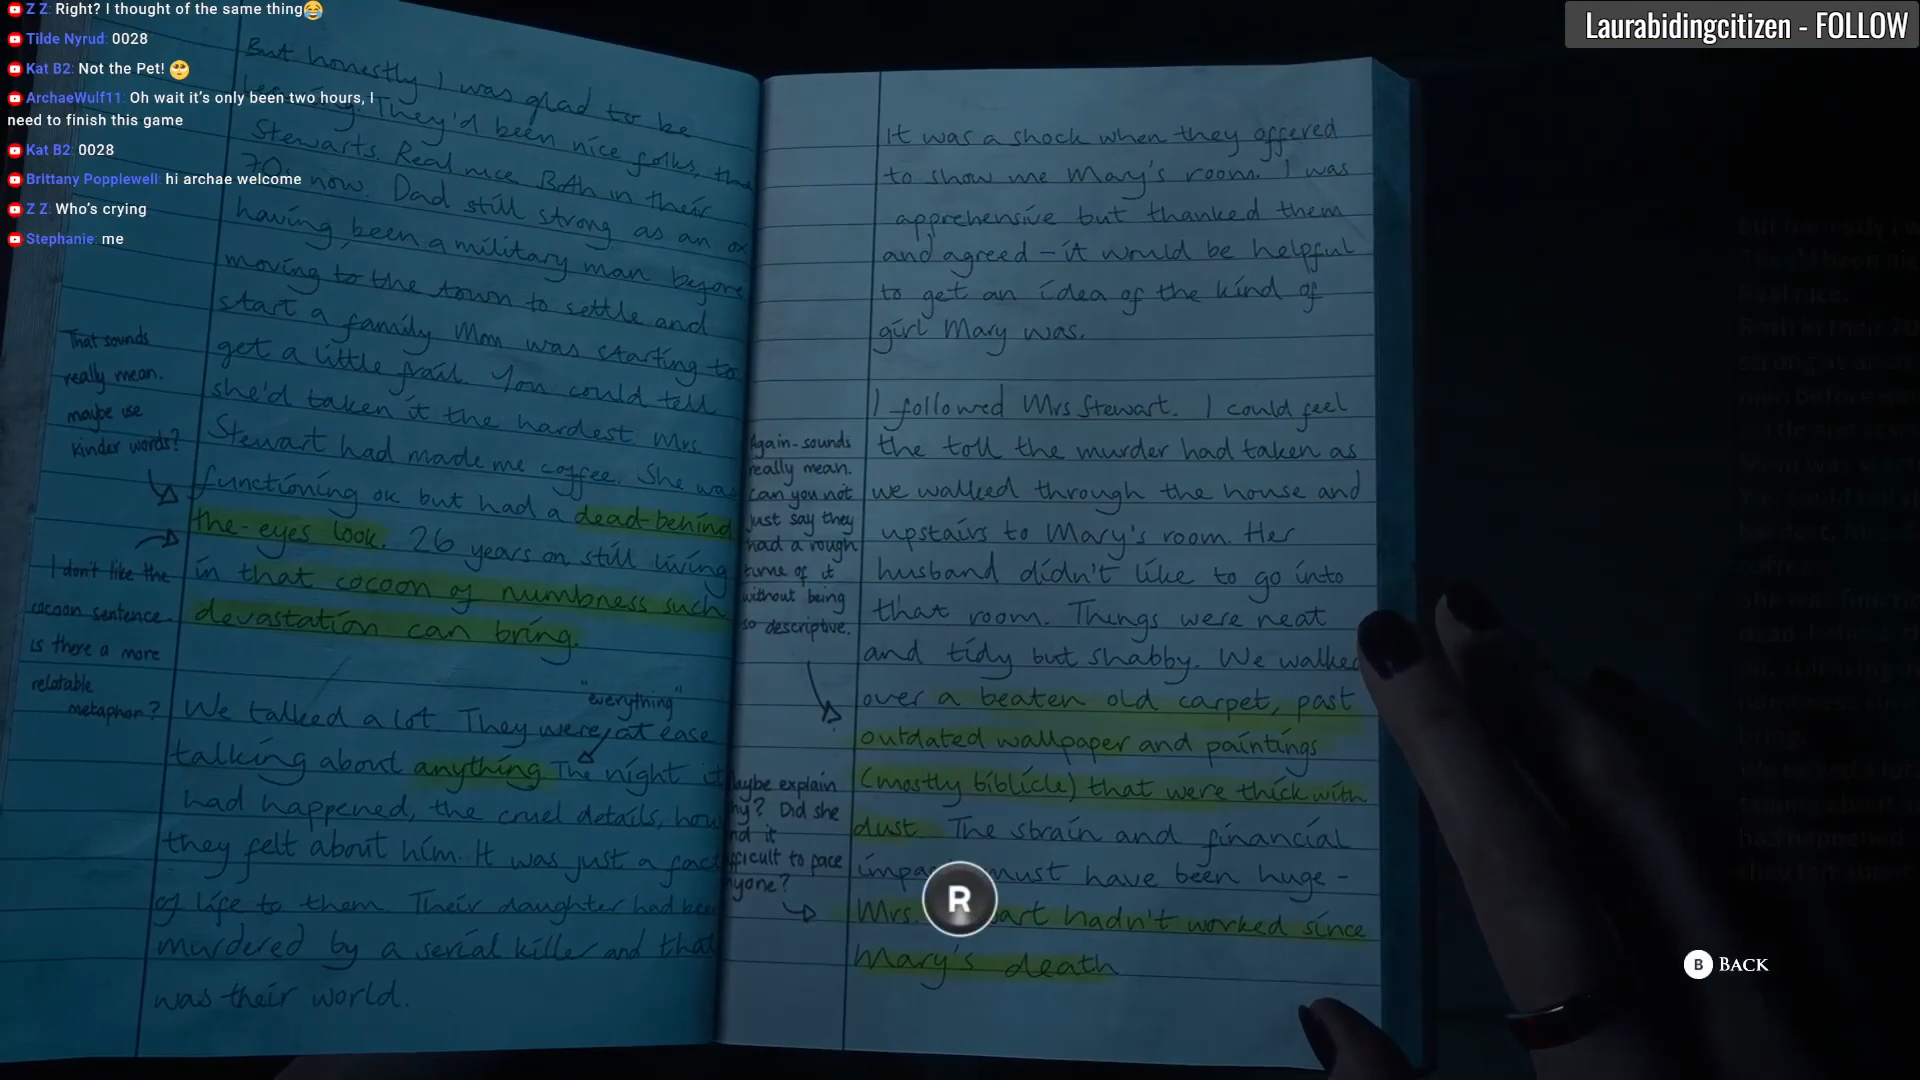 Z Z: Right? I thought of the same thing😂
Tilde Nyrud: 0028
Kat B2: Not the Pet! 🥺
ArchaeWulf11: Oh wait it's only been two hours, I
need to finish this game
Kat B2: 0028
Brittany Popplewell: hi archae welcome
Z Z: Who's crying
Stephanie: me
Laurabidingcitizen - FOLLOW
But honestly I was glad to be
leaving. They'd been nice folks, the
Stewarts. Real nice. Both in their
70s now. Dad still strong as an ox
having been a military man before
moving to the town to settle and
start a family Mom was starting to
get a little frail. You could tell
she'd taken it the hardest. Mrs.
Stewart had made me coffee. She was
functioning ok but had a dead-behind
the-eyes look. 26 years on, still living
in that cocoon of numbness such
devastation can bring.
That sounds
really mean.
maybe use
kinder words?
I don't like the
cocoon sentence
is there a more
relatable
metaphor?
"everything"
We talked a lot. They were at ease
talking about anything The night it
had happened, the cruel details, how
they felt about him. It was just a fact
of life to them. Their daughter had been
murdered by a serial killer and that
was their world.
It was a shock when they offered
to show me Mary's room. I was
apprehensive but thanked them
and agreed – it would be helpful
to get an idea of the kind of
girl Mary was.
I followed Mrs Stewart. I could feel
the toll the murder had taken as
we walked through the house and
upstairs to Mary's room. Her
husband didn't like to go into
that room. Things were neat
and tidy but shabby. We walked
over a beaten old carpet, past
outdated wallpaper and paintings
(mostly biblicle) that were thick with
dust. The strain and financial
must have been huge –
Mrs. hadn't worked since
Mary's death
Again-sounds
really mean.
can you not
just say they
had a rough
time of it
without being
so descriptive.
explain
Did she
it
to pace
R
B BACK